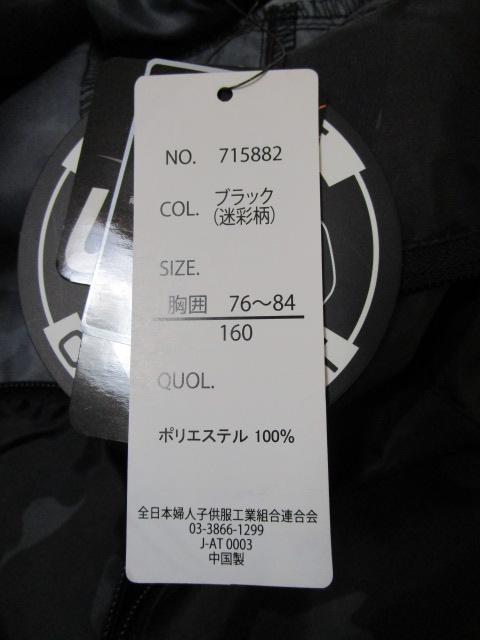 NO. 715882
COL. ブラック
(迷彩柄)
SIZE.
胸囲 76～84
160
QUOL.
ポリエステル 100%
全日本婦人子供服工業組合連合会
03-3866-1299
J-AT 0003
中国製